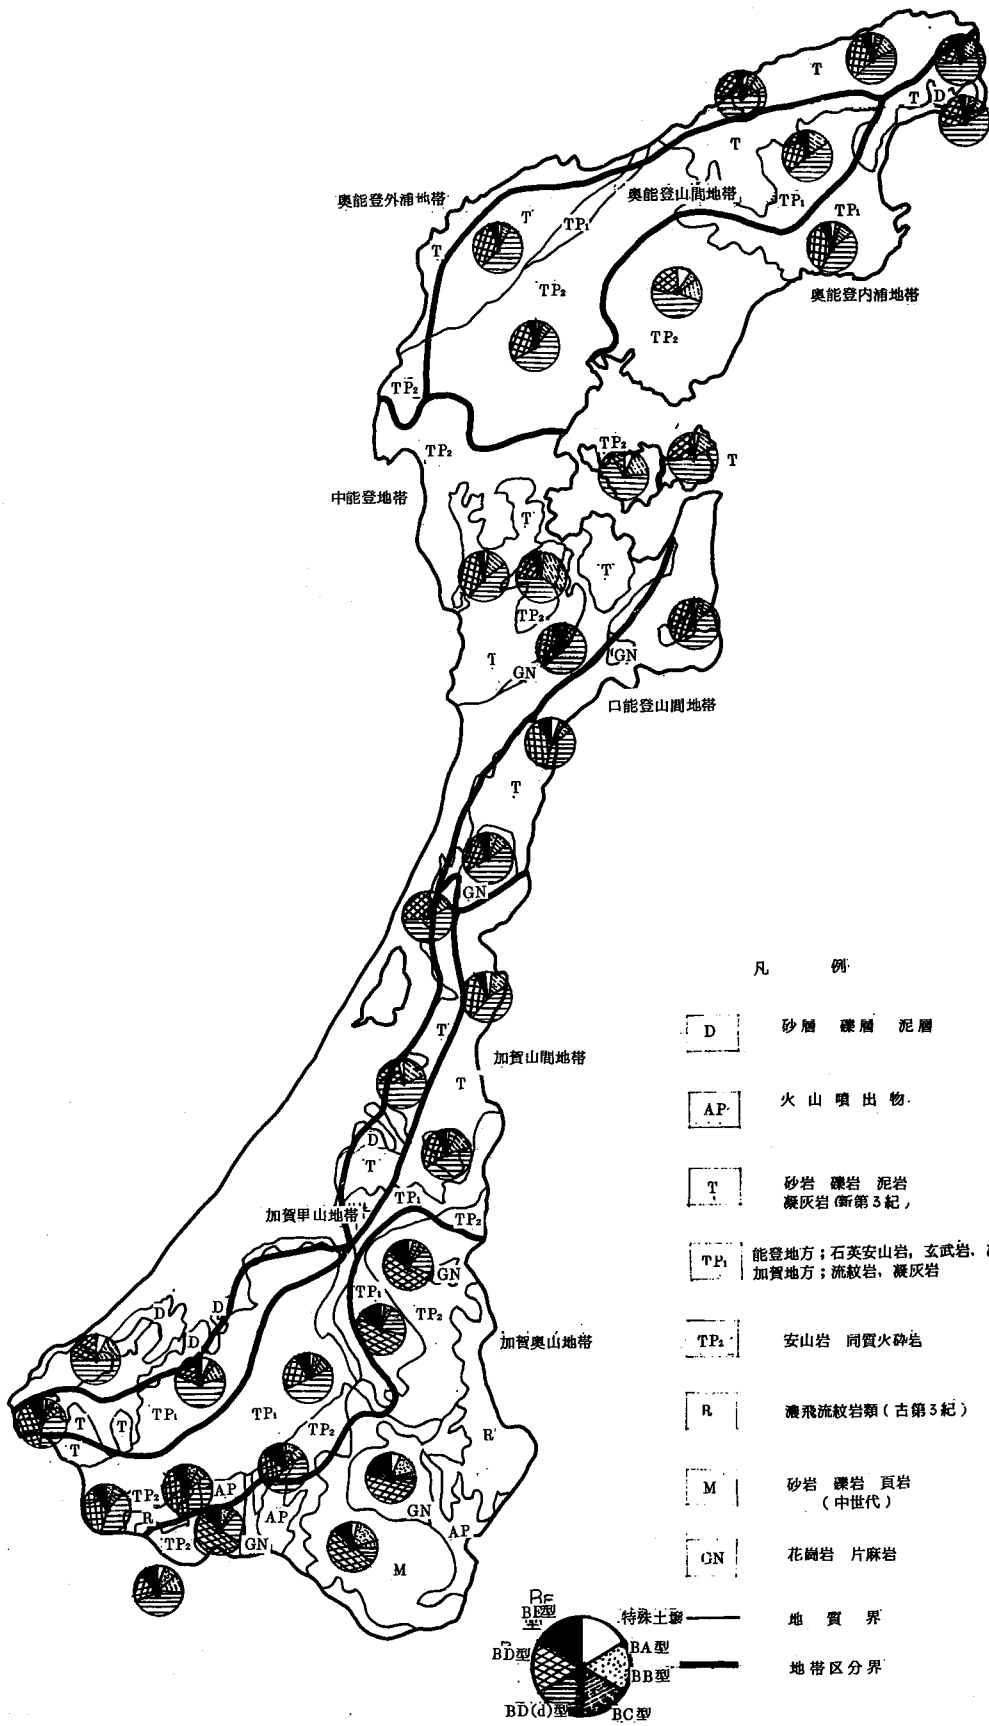 T
T
D
T
奥能登外浦地帯
奥能登山間地帯
TP₁
TP₁
T
TP₁
T
奥能登内浦地帯
TP₂
TP₂
TP₂
TP₂
TP₂
T
中能登地帯
T
T
TP₂
T
GN
GN
口能登山間地帯
T
GN
T
加賀山間地帯
T
D
T
TP₁
加賀甲山地帯
TP₂
GN
TP₁
TP₂
加賀奥山地帯
D
D
D
T
T
T
TP₁
TP₁
TP₂
R
TP₂
AP
R
AP
GN
AP
TP₂
GN
M
凡 例
D 砂層 礫層 泥層
AP 火山噴出物
T 砂岩 礫岩 泥岩
凝灰岩(新第3紀)
TP₁ 能登地方；石英安山岩，玄武岩，
加賀地方；流紋岩，凝灰岩
TP₂ 安山岩 同質火砕岩
R 濃飛流紋岩類(古第3紀)
M 砂岩 礫岩 頁岩
(中世代)
GN 花崗岩 片麻岩
地質界
地帯区分界
BE型
特殊土壌
BA型
BD型
BB型
BD(d)型
BC型